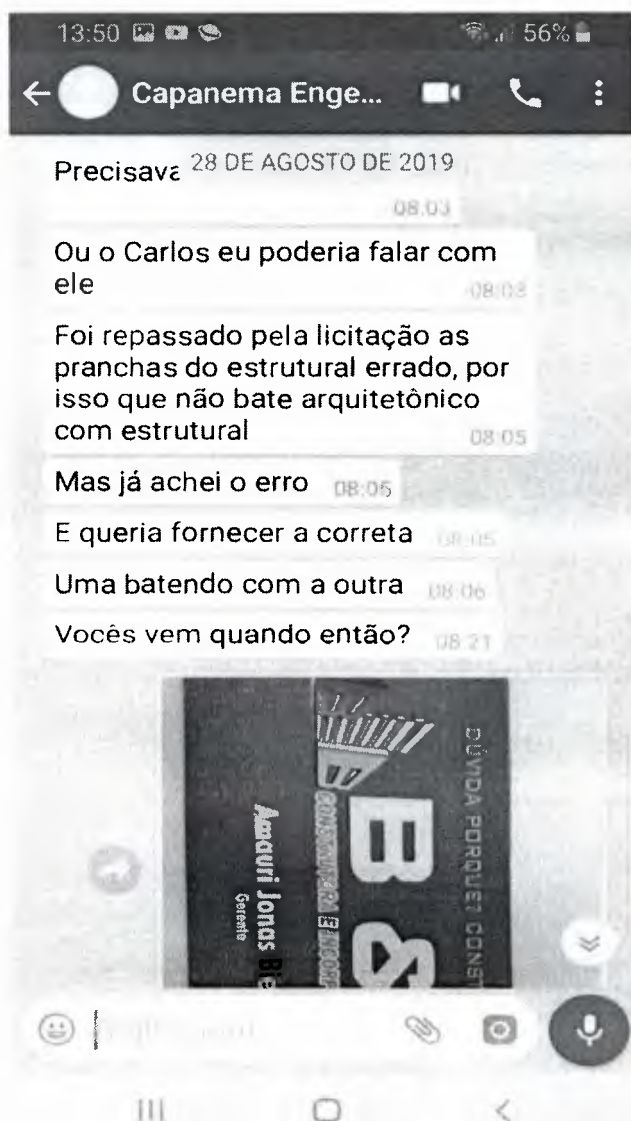 13:50
56%
Capanema Enge...
28 DE AGOSTO DE 2019
08:03
Ou o Carlos eu poderia falar com
ele
08:03
Foi repassado pela licitação as
pranchas do estrutural errado, por
isso que não bate arquitetônico
com estrutural
08:05
Mas já achei o erro
08:05
E queria fornecer a correta
08:05
Uma batendo com a outra
08:06
Vocês vem quando então?
08:21
DÚVIDA PORQUE? CONST
B &
CONSTRUTORA E INCORP
Amauri Jonas
Gerente